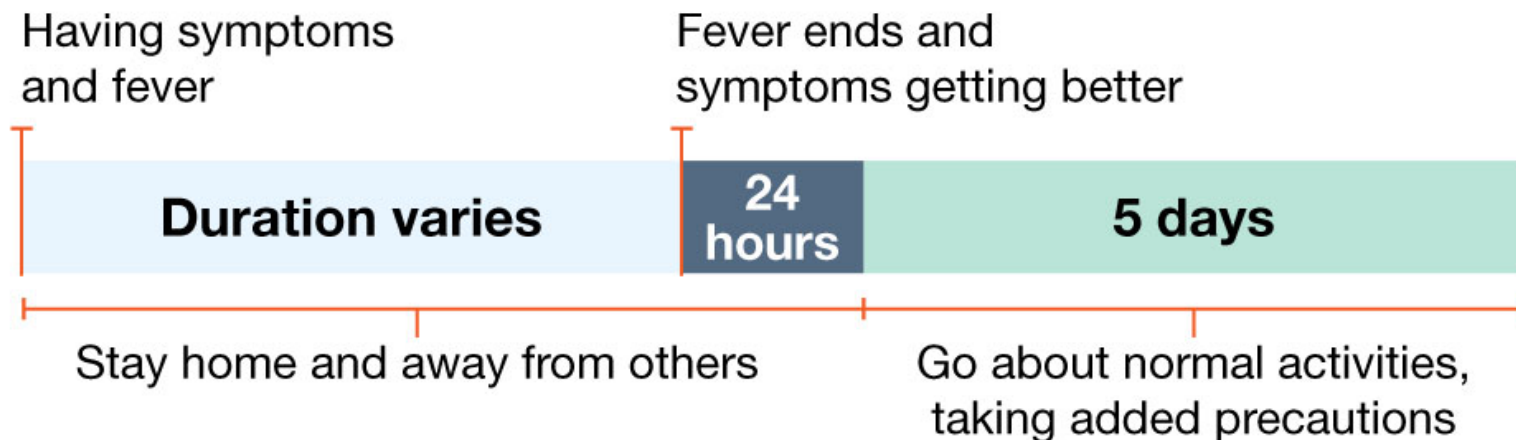 Having symptoms
and fever
Fever ends and
symptoms getting better
Duration varies
24
hours
5 days
Stay home and away from others
Go about normal activities,
taking added precautions